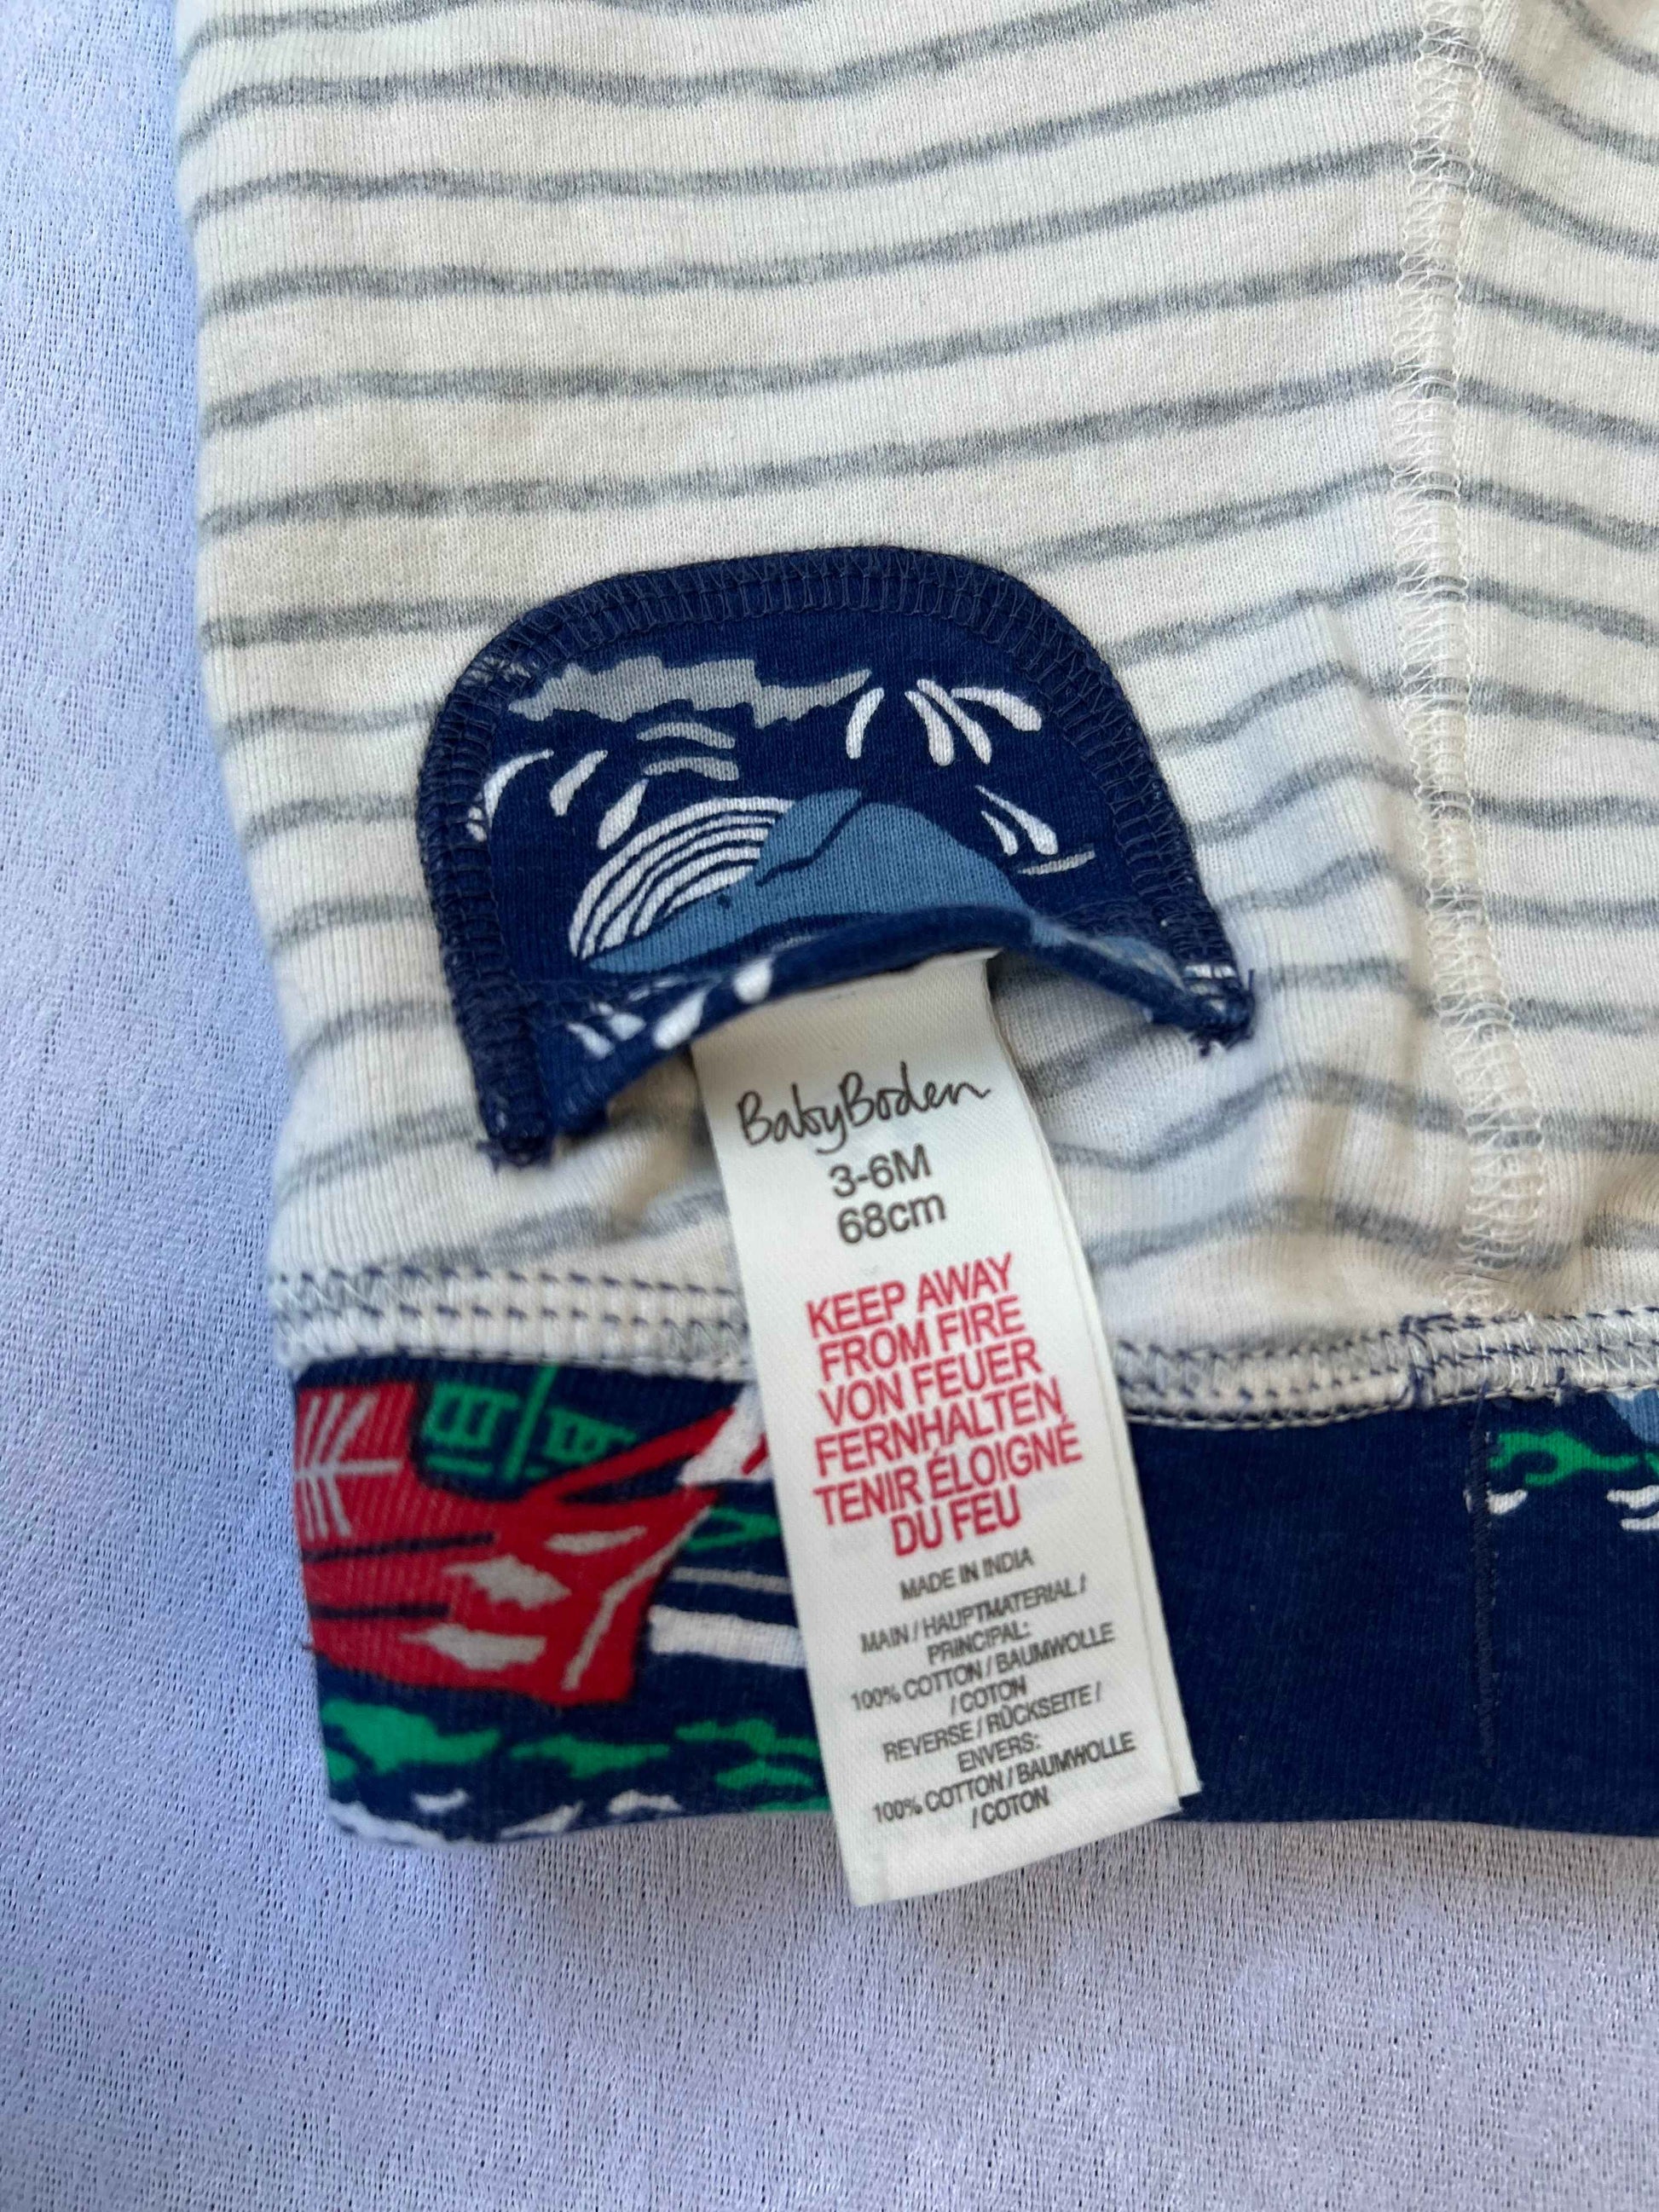 BabyBoden
3-6M
68cm
KEEP AWAY
FROM FIRE
VON FEUER
FERNHALTEN
TENIR ÉLOIGNÉ
DU FEU
MADE IN INDIA
MAIN / HAUPTMATERIAL /
PRINCIPAL:
100% COTTON / BAUMWOLLE
/ COTON
REVERSE / RÜCKSEITE /
ENVERS:
100% COTTON / BAUMWOLLE
/ COTON